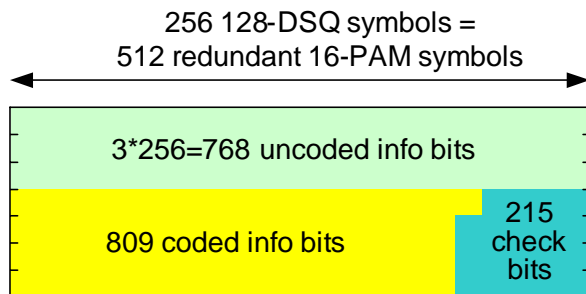 256 128-DSQ symbols =
512 redundant 16-PAM symbols
3*256=768 uncoded info bits
809 coded info bits
215
check
bits